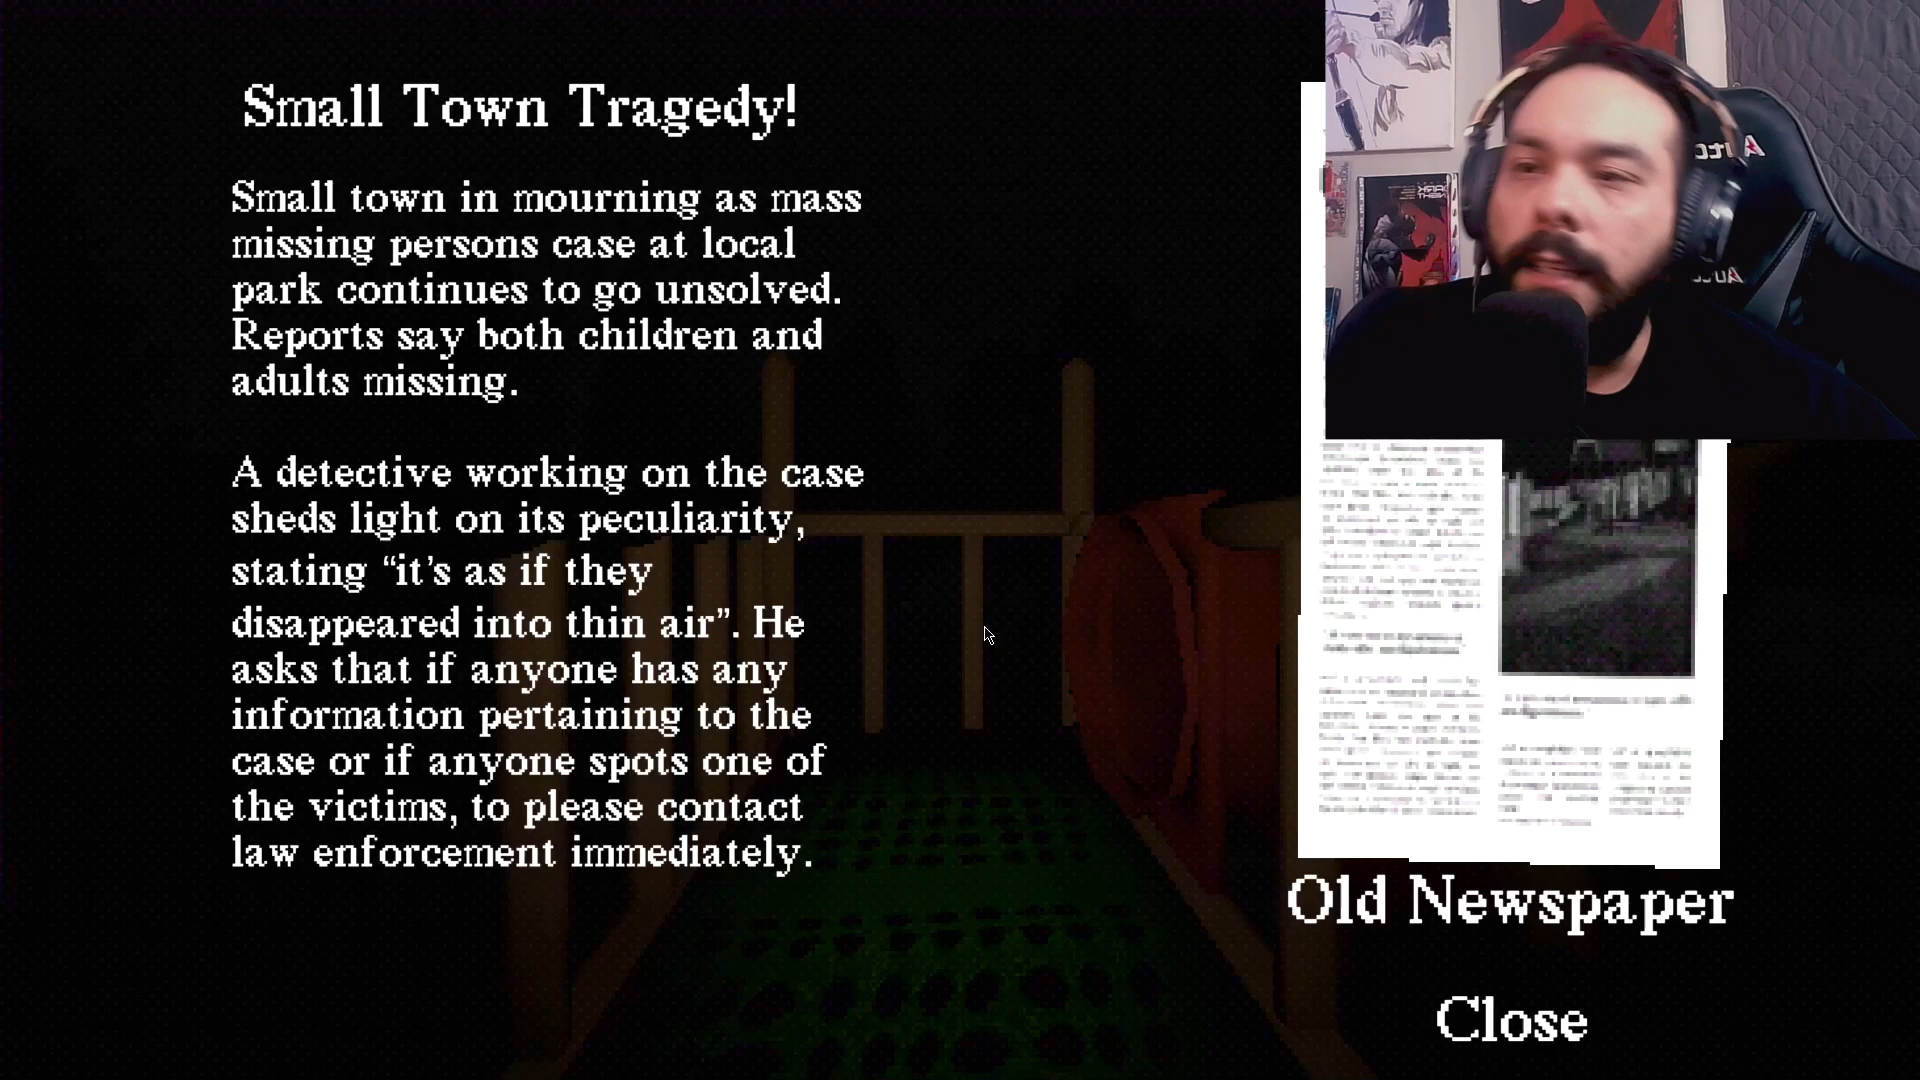 Small Town Tragedy!
Small town in mourning as mass
missing persons case at local
park continues to go unsolved.
Reports say both children and
adults missing.
A detective working on the case
sheds light on its peculiarity,
stating “it’s as if they
disappeared into thin air”. He
asks that if anyone has any
information pertaining to the
case or if anyone spots one of
the victims, to please contact
law enforcement immediately.
Old Newspaper
Close